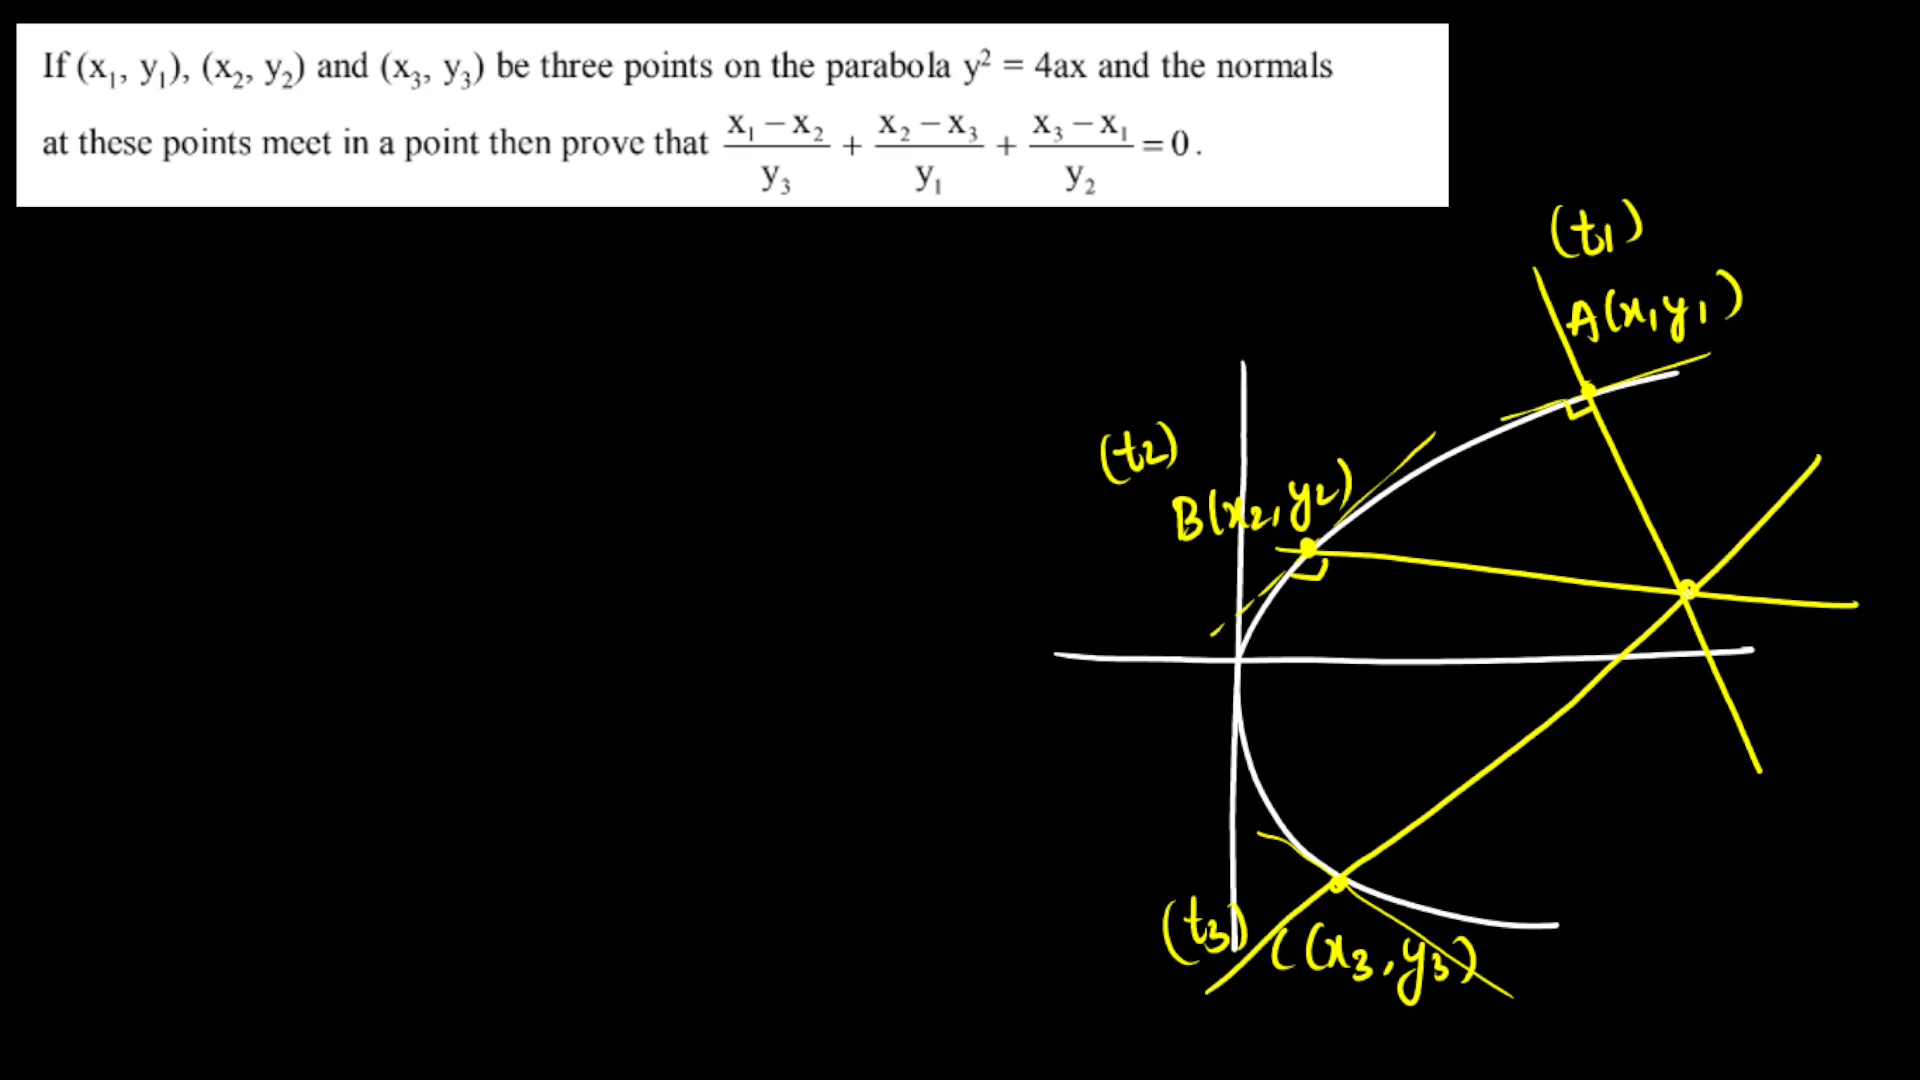 If (x₁, y₁), (x₂, y₂) and (x₃, y₃) be three points on the parabola y² = 4ax and the normals
at these points meet in a point then prove that (x₁ − x₂)/y₃ + (x₂ − x₃)/y₁ + (x₃ − x₁)/y₂ = 0.
(t1)
A(x1y1)
(t2)
B(x2,y2)
(t3) ((x3,y3)